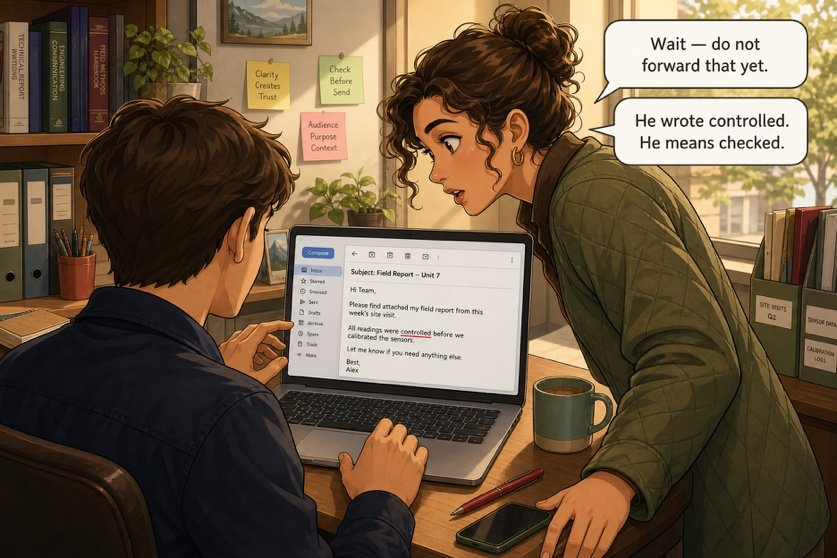 Wait — do not
forward that yet.
He wrote controlled.
He means checked.
Clarity
Creates
Trust
Check
Before
Send
Audience
Purpose
Context
TECHNICAL REPORT
ENGINEERING
COMMUNICATION
FIELD METHODS
HANDBOOK
Compose
Inbox
Starred
Snoozed
Sent
Drafts
Archive
Spam
Trash
More
Subject: Field Report – Unit 7
Hi Team,
Please find attached my field report from this
week's site visit.
All readings were controlled before we
calibrated the sensors.
Let me know if you need anything else.
Best,
Alex
SITE VISITS
Q2
SENSOR DATA
CALIBRATION
LOGS